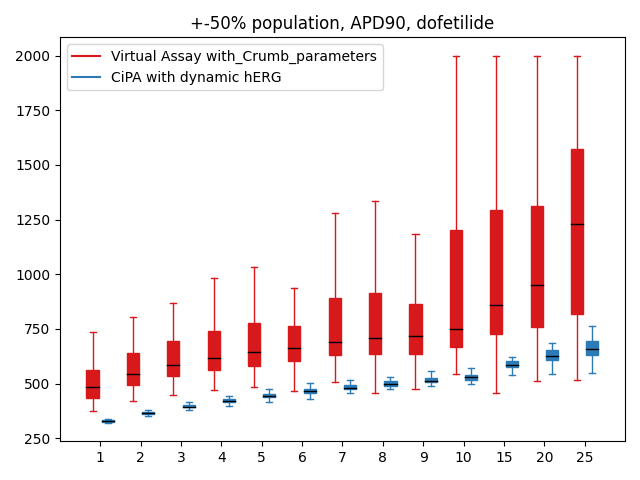 +-50% population, APD90, dofetilide
Virtual Assay with_Crumb_parameters
CiPA with dynamic hERG
2000
1750
1500
1250
1000
750
500
250
1 2 3 4 5 6 7 8 9 10 15 20 25